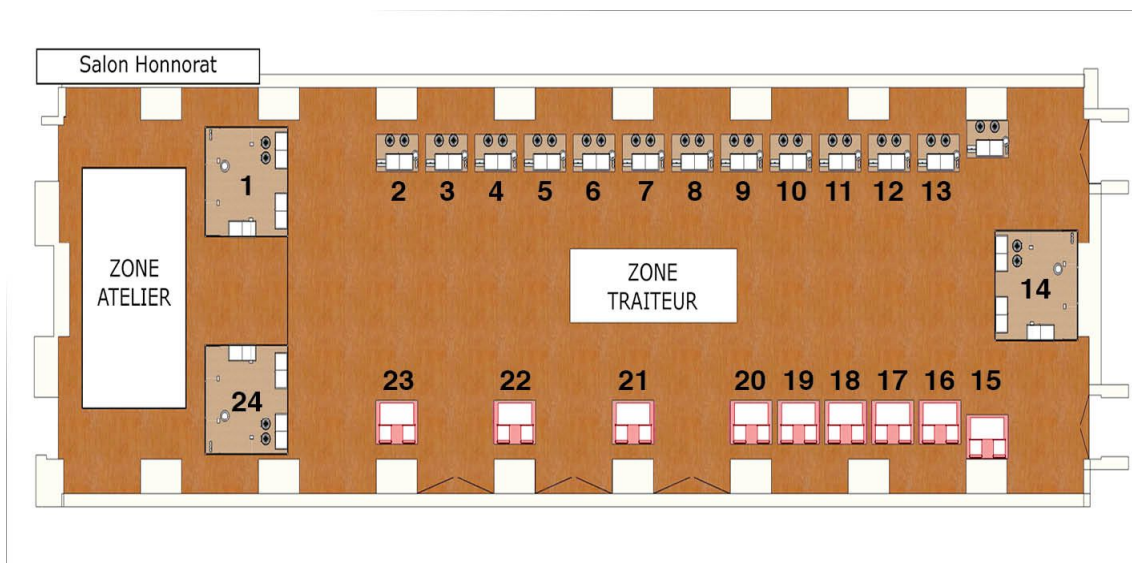 Salon Honnorat
1
2 3 4 5 6 7 8 9 10 11 12 13
ZONE
ATELIER
ZONE
TRAITEUR
14
23 22 21 20 19 18 17 16 15
24